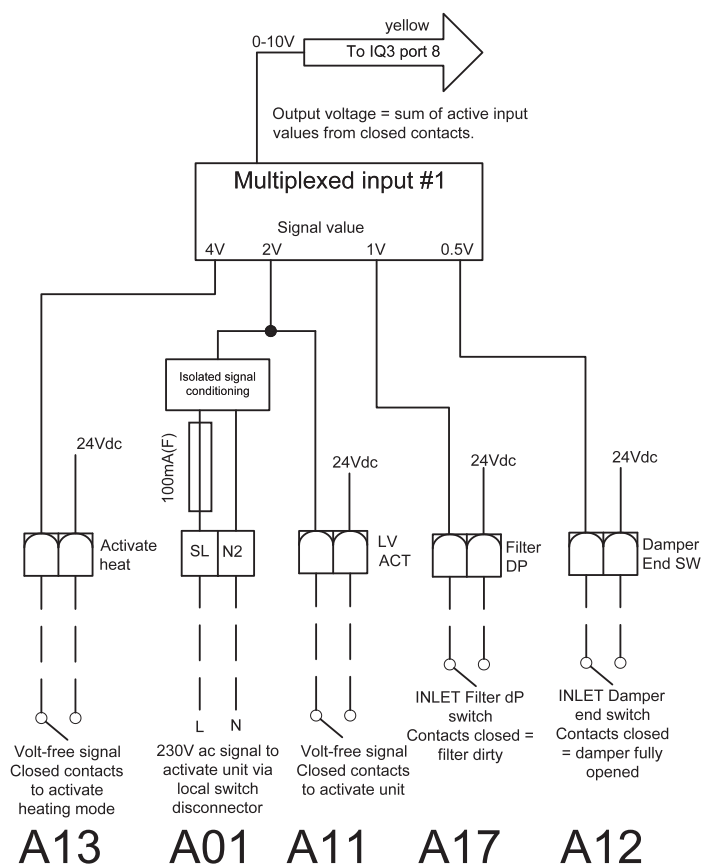 yellow
0-10V
To IQ3 port 8
Output voltage = sum of active input
values from closed contacts.
Multiplexed input #1
Signal value
4V
2V
1V
0.5V
Isolated signal
conditioning
100mA(F)
24Vdc
24Vdc
24Vdc
24Vdc
Activate
heat
SL
N2
LV
ACT
Filter
DP
Damper
End SW
L
N
Volt-free signal
Closed contacts
to activate
heating mode
230V ac signal to
activate unit via
local switch
disconnector
Volt-free signal
Closed contacts
to activate unit
INLET Filter dP
switch
Contacts closed =
filter dirty
INLET Damper
end switch
Contacts closed
= damper fully
opened
A13
A01
A11
A17
A12